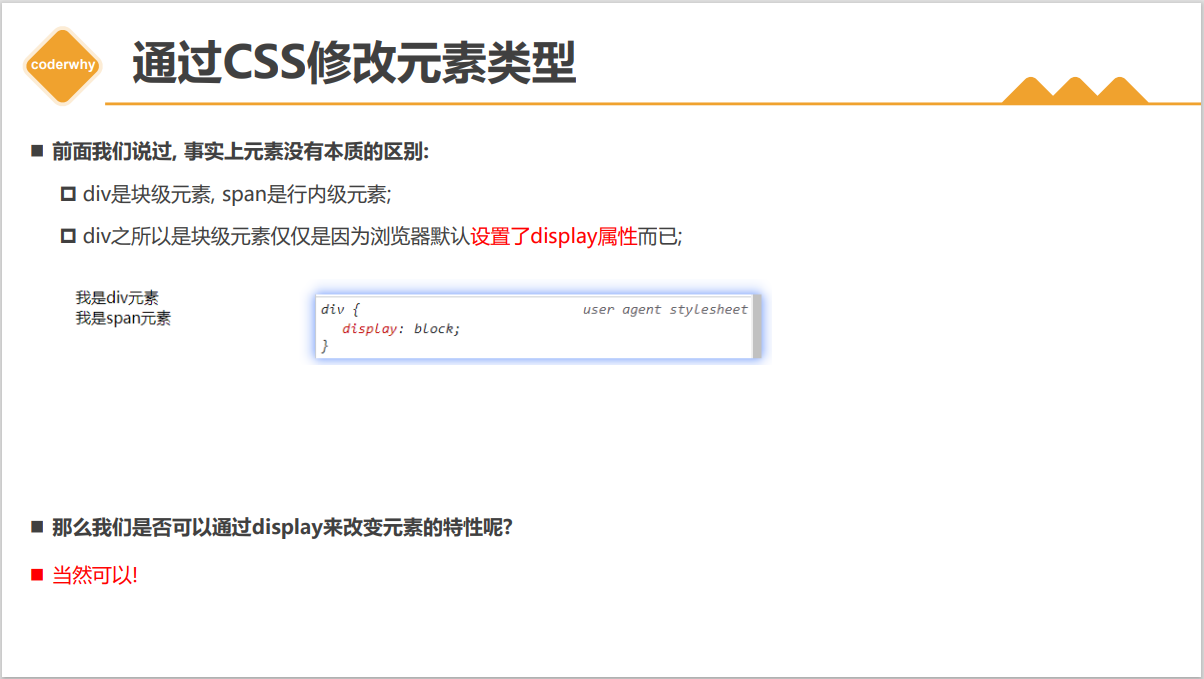 coderwhy
通过CSS修改元素类型
前面我们说过, 事实上元素没有本质的区别:
div是块级元素, span是行内级元素;
div之所以是块级元素仅仅是因为浏览器默认设置了display属性而已;
我是div元素
我是span元素
div { user agent stylesheet
display: block;
}
那么我们是否可以通过display来改变元素的特性呢?
当然可以!